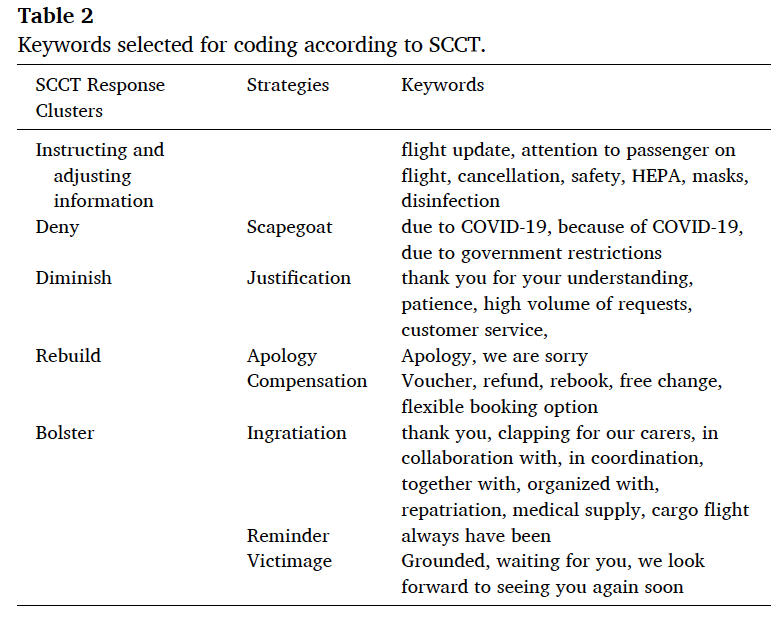 Table 2
Keywords selected for coding according to SCCT.
SCCT Response Clusters Strategies Keywords
Instructing and adjusting information flight update, attention to passenger on
flight, cancellation, safety, HEPA, masks,
disinfection
Deny Scapegoat due to COVID-19, because of COVID-19,
due to government restrictions
Diminish Justification thank you for your understanding,
patience, high volume of requests,
customer service,
Rebuild Apology Apology, we are sorry
Compensation Voucher, refund, rebook, free change,
flexible booking option
Bolster Ingratiation thank you, clapping for our carers, in
collaboration with, in coordination,
together with, organized with,
repatriation, medical supply, cargo flight
Reminder always have been
Victimage Grounded, waiting for you, we look
forward to seeing you again soon